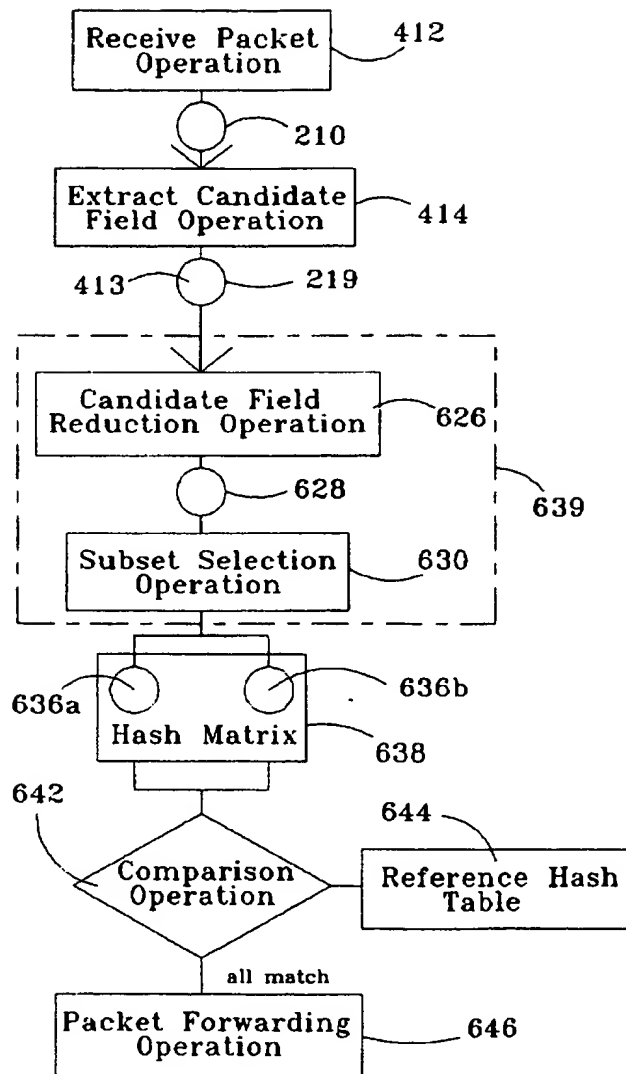 Receive Packet
Operation
412
210
Extract Candidate
Field Operation
414
413
219
Candidate Field
Reduction Operation
626
628
639
Subset Selection
Operation
630
636a
636b
Hash Matrix
638
642
644
Comparison
Operation
Reference Hash
Table
all match
Packet Forwarding
Operation
646